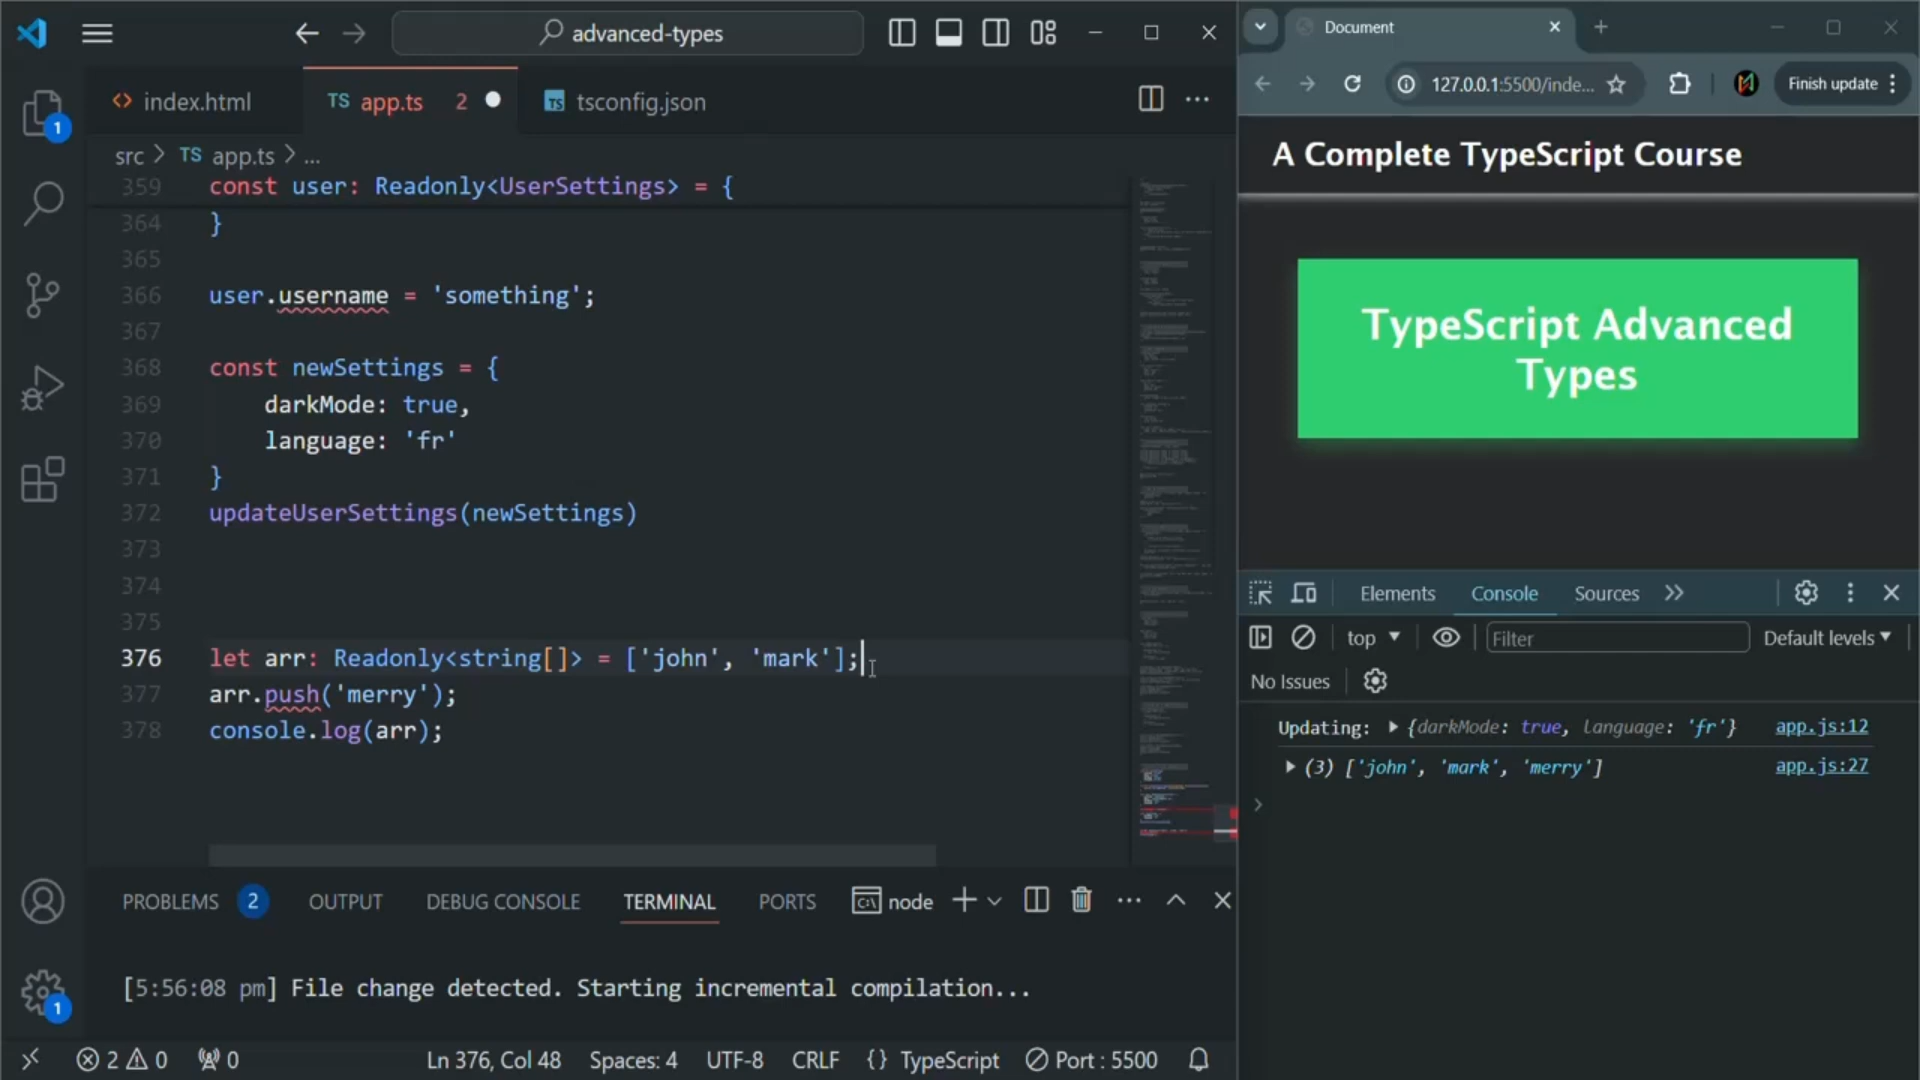 advanced-types
index.html
TS app.ts 2
TS tsconfig.json
1
src > TS app.ts > ...
359 const user: Readonly<UserSettings> = {
364 }
365
366 user.username = 'something';
367
368 const newSettings = {
369 darkMode: true,
370 language: 'fr'
371 }
372 updateUserSettings(newSettings)
373
374
375
376 let arr: Readonly<string[]> = ['john', 'mark'];
377 arr.push('merry');
378 console.log(arr);
PROBLEMS 2 OUTPUT DEBUG CONSOLE TERMINAL PORTS node
[5:56:08 pm] File change detected. Starting incremental compilation...
1
2 0 0 Ln 376, Col 48 Spaces: 4 UTF-8 CRLF {} TypeScript Port : 5500
Document
127.0.0.1:5500/inde...
Finish update
A Complete TypeScript Course
TypeScript Advanced
Types
Elements Console Sources
top Filter Default levels
No Issues
Updating: {darkMode: true, language: 'fr'} app.js:12
(3) ['john', 'mark', 'merry'] app.js:27